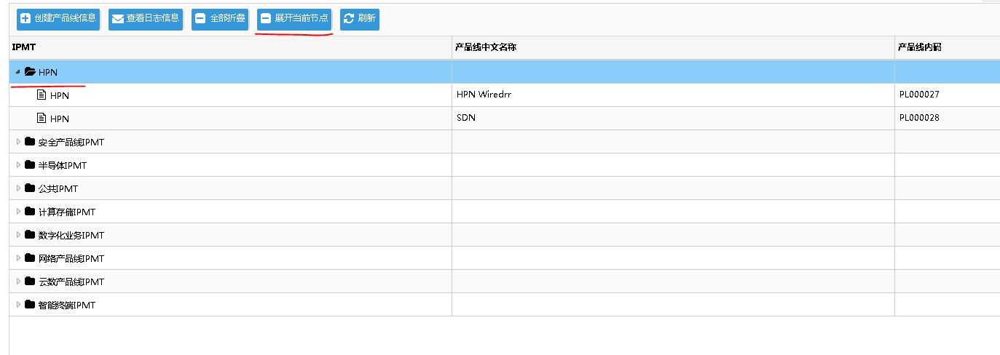 创建产品线信息 查看日志信息 全部折叠 展开当前节点 刷新
IPMT 产品线中文名称 产品线内码
HPN
HPN HPN Wiredrr PL000027
HPN SDN PL000028
安全产品线IPMT
半导体IPMT
公共IPMT
计算存储IPMT
数字化业务IPMT
网络产品线IPMT
云数产品线IPMT
智能终端IPMT